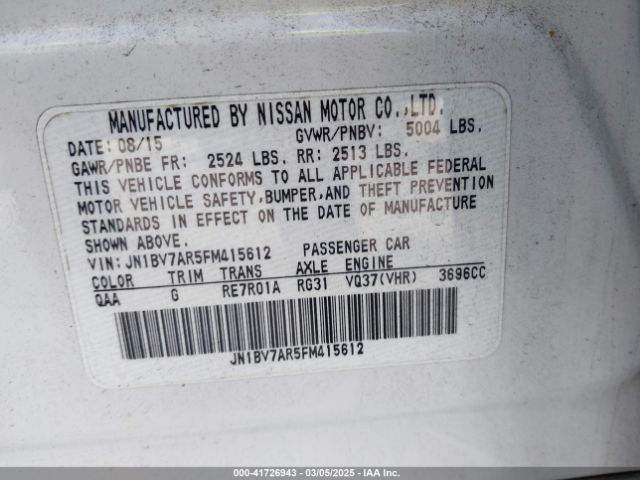 MANUFACTURED BY NISSAN MOTOR CO.,LTD.
DATE: 08/15 GVWR/PNBV: 5004 LBS.
GAWR/PNBE FR: 2524 LBS. RR: 2513 LBS.
THIS VEHICLE CONFORMS TO ALL APPLICABLE FEDERAL
MOTOR VEHICLE SAFETY,BUMPER,AND THEFT PREVENTION
STANDARDS IN EFFECT ON THE DATE OF MANUFACTURE
SHOWN ABOVE.
VIN: JN1BV7AR5FM415612 PASSENGER CAR
COLOR TRIM TRANS AXLE ENGINE
QAA G RE7R01A RG31 VQ37(VHR) 3696CC
JN1BV7AR5FM415612
000-41726943 / 03/05/2025 - IAA Inc.